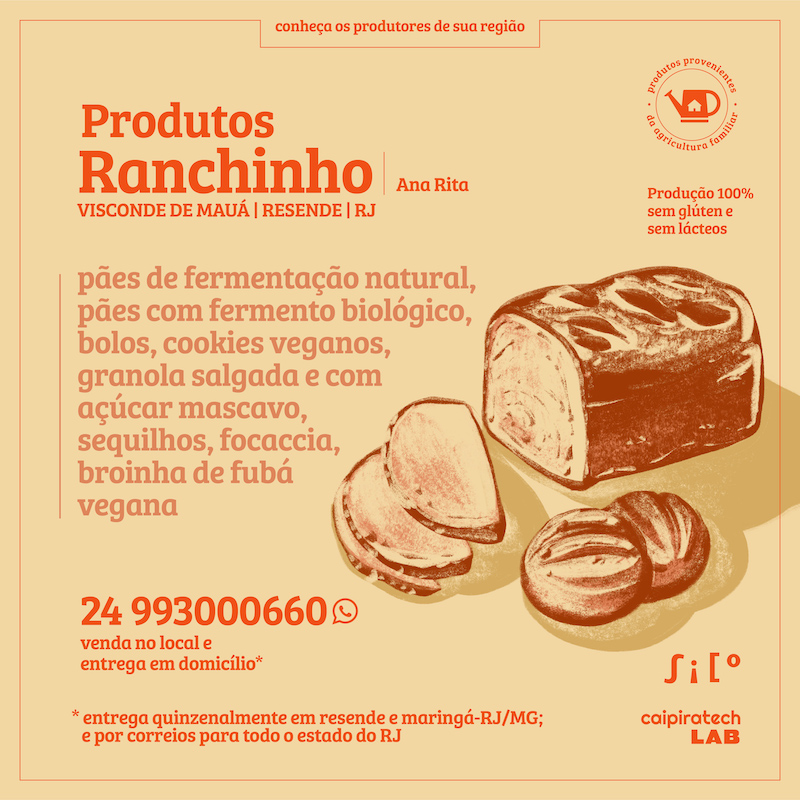 conheça os produtores de sua região
produtos provenientes
da agricultura familiar
Produtos
Ranchinho
Ana Rita
VISCONDE DE MAUÁ | RESENDE | RJ
Produção 100%
sem glúten e
sem lácteos
pães de fermentação natural,
pães com fermento biológico,
bolos, cookies veganos,
granola salgada e com
açúcar mascavo,
sequilhos, focaccia,
broinha de fubá
vegana
24 993000660
venda no local e
entrega em domicílio*
* entrega quinzenalmente em resende e maringá-RJ/MG;
e por correios para todo o estado do RJ
caipiratech
LAB